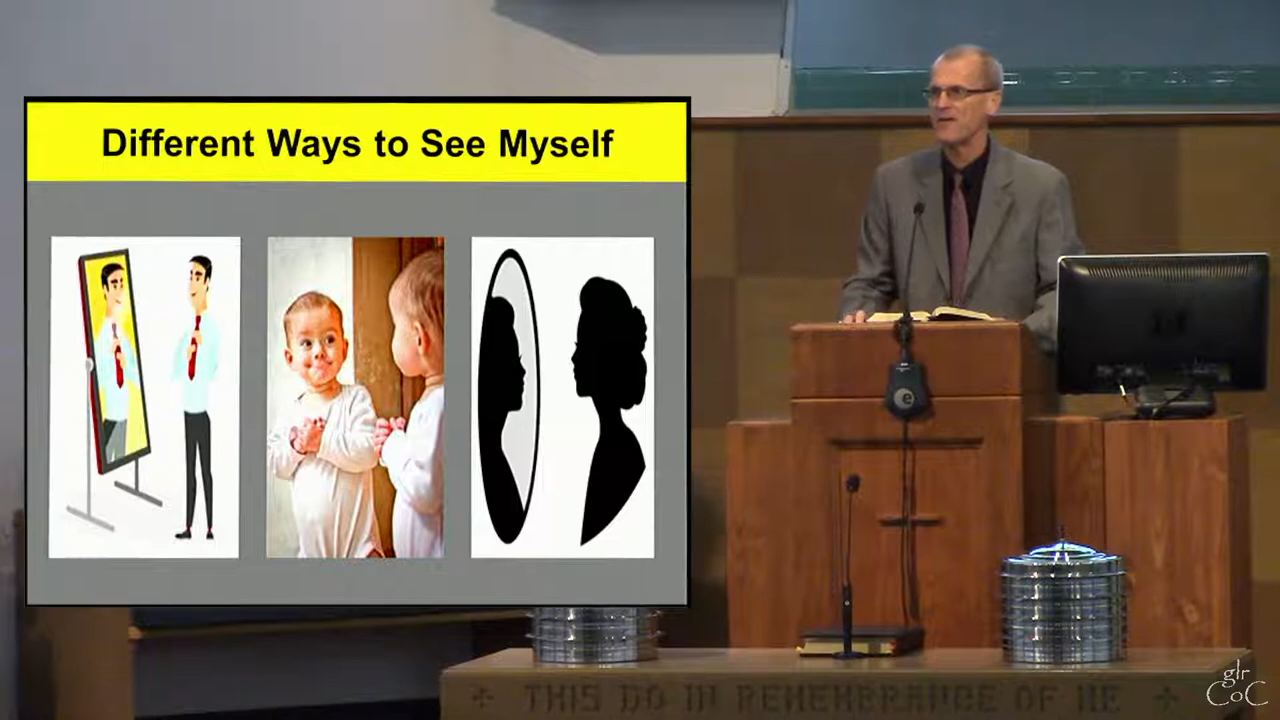 Different Ways to See Myself
THIS DO IN REMEMBRANCE OF ME
glr
CoC